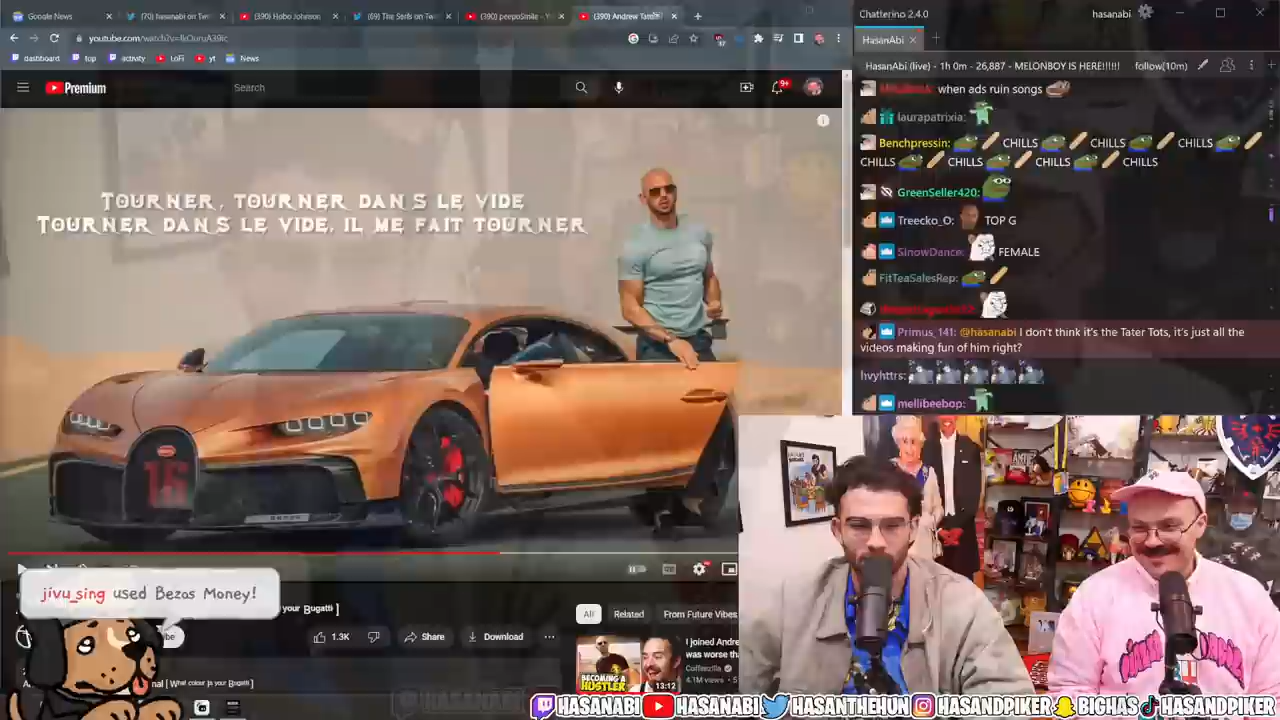 Google News
(70) hasanabi on Tw
(390) Hobo Johnson
(69) The Serfs on Tw
(390) peepoSmile - Y
(390) Andrew Tate
youtube.com/watch?v=
dashboard
top
activity
LoFi
yt
News
Premium
Search
9+
TOURNER, TOURNER DANS LE VIDE
TOURNER DANS LE VIDE, IL ME FAIT TOURNER
16
jivu_sing used Bezas Money!
your Bugatti ]
1.3K
Share
Download
[ What colour is your Bugatti ]
All
Related
From Future Vibes
BECOMING A
HUSTLER
13:12
I joined Andre
was worse tha
Coffeezilla
4.1M views
Chatterino 2.4.0
hasanabi
HasanAbi
HasanAbi (live) - 1h 0m - 26,887 - MELONBOY IS HERE!!!!!!
follow(10m)
when ads ruin songs
laurapatrixia:
Benchpressin: CHILLS CHILLS CHILLS
CHILLS CHILLS CHILLS CHILLS
GreenSeller420:
Treecko_O: TOP G
SinowDance: FEMALE
FitTeaSalesRep:
Primus_141: @hasanabi I don't think it's the Tater Tots, it's just all the
videos making fun of him right?
hvyhttrs:
mellibeebop:
HASANABI
HASANABI
HASANTHEHUN
HASANDPIKER
BIGHAS
HASANDPIKER